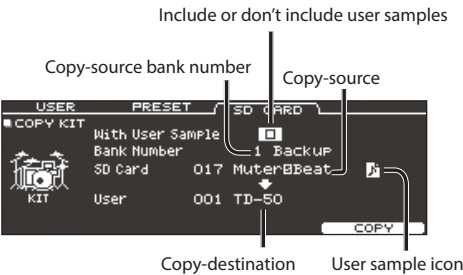 Include or don't include user samples
Copy-source bank number
Copy-source
USER PRESET SD CARD
COPY KIT
With User Sample
Bank Number 1 Backup
SD Card 017 Muter0Beat
KIT
User 001 TD-50
COPY
Copy-destination User sample icon